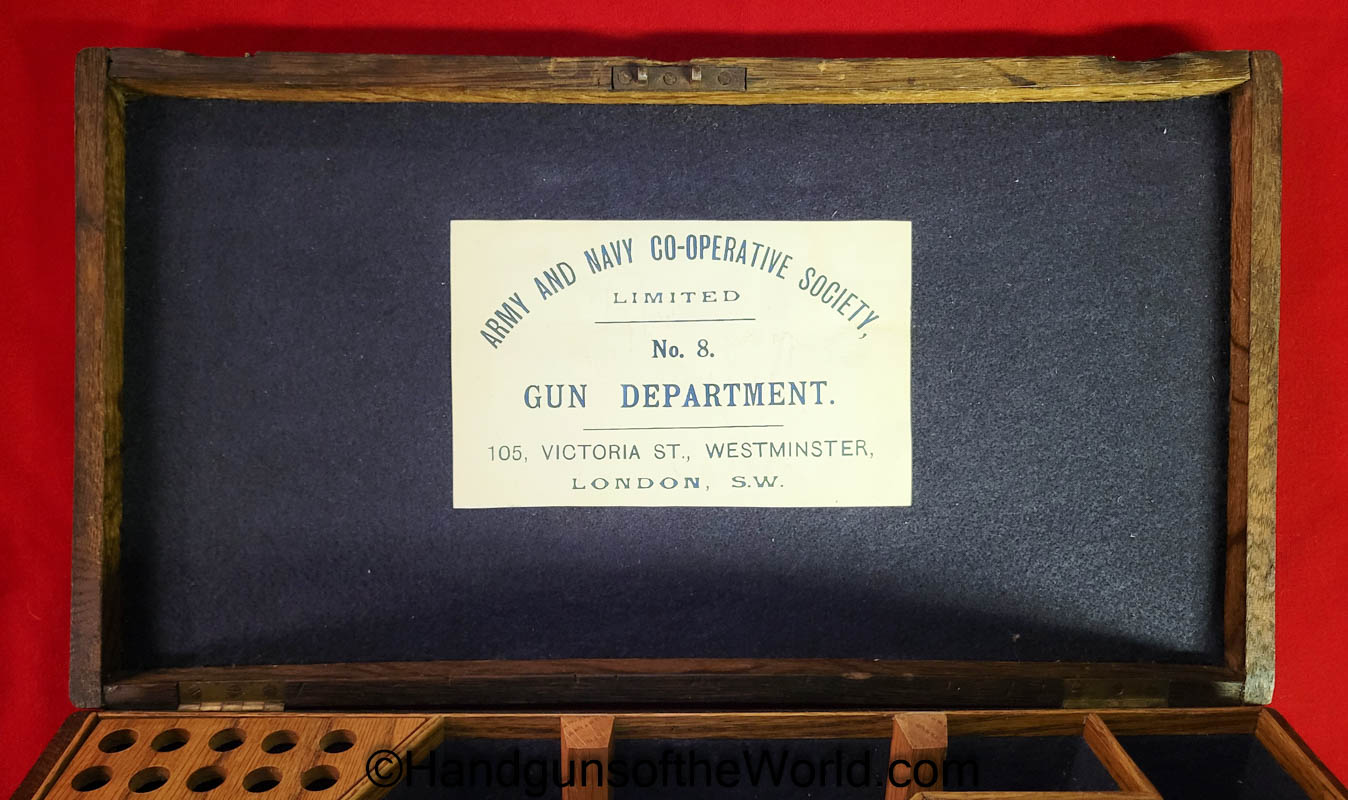 ARMY AND NAVY CO-OPERATIVE SOCIETY,
LIMITED
No. 8.
GUN DEPARTMENT.
105, VICTORIA ST., WESTMINSTER,
LONDON, S.W.
©HandgunsoftheWorld.com